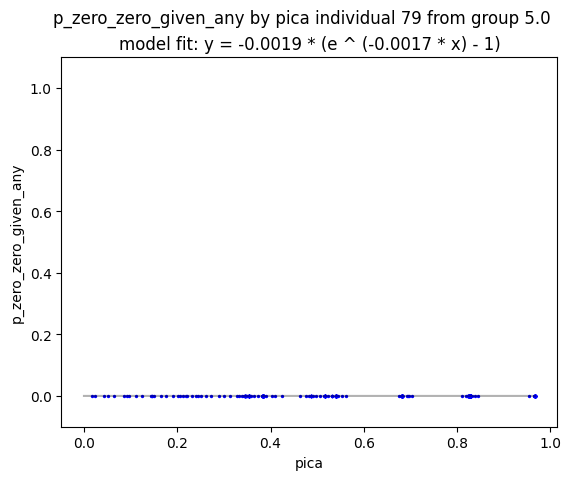 p_zero_zero_given_any by pica individual 79 from group 5.0
model fit: y = -0.0019 * (e ^ (-0.0017 * x) - 1)
p_zero_zero_given_any
1.0
0.8
0.6
0.4
0.2
0.0
0.0 0.2 0.4 0.6 0.8 1.0
pica